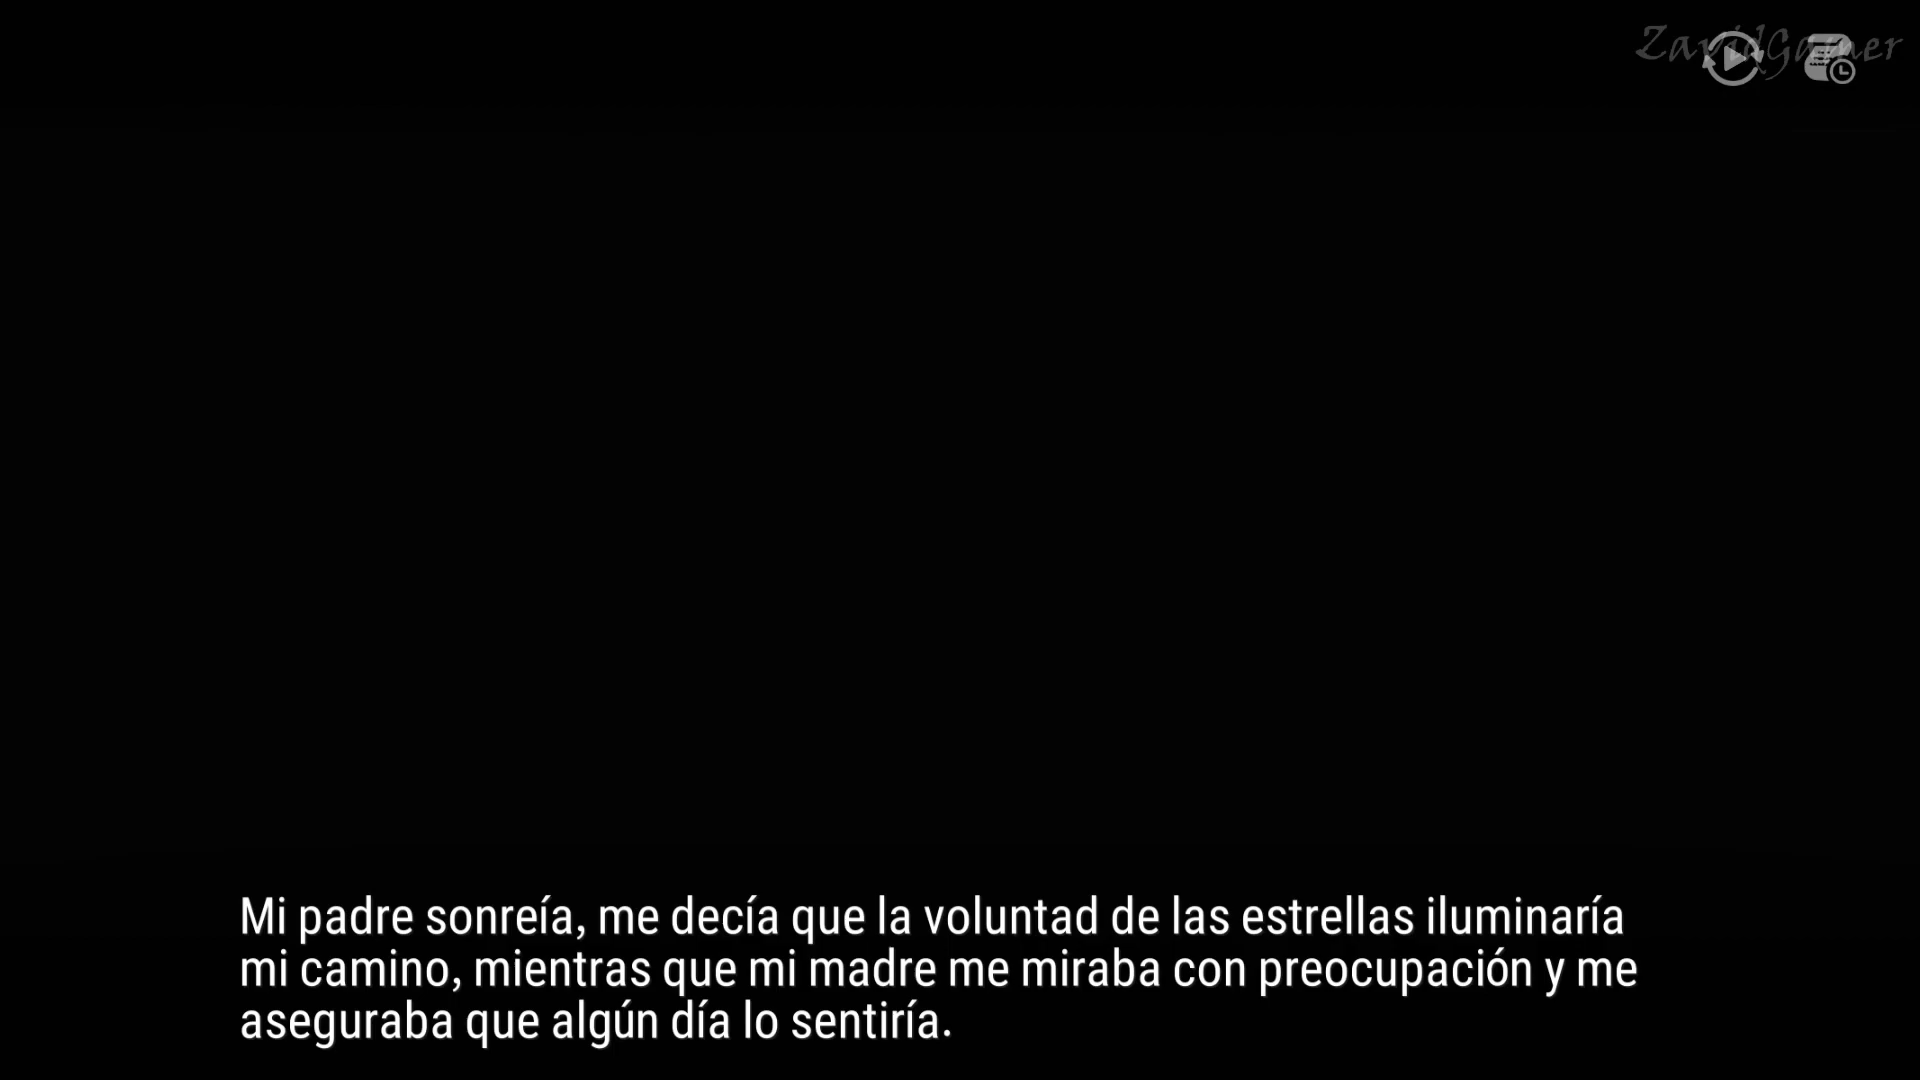 ZavidGamer
Mi padre sonreía, me decía que la voluntad de las estrellas iluminaría
mi camino, mientras que mi madre me miraba con preocupación y me
aseguraba que algún día lo sentiría.